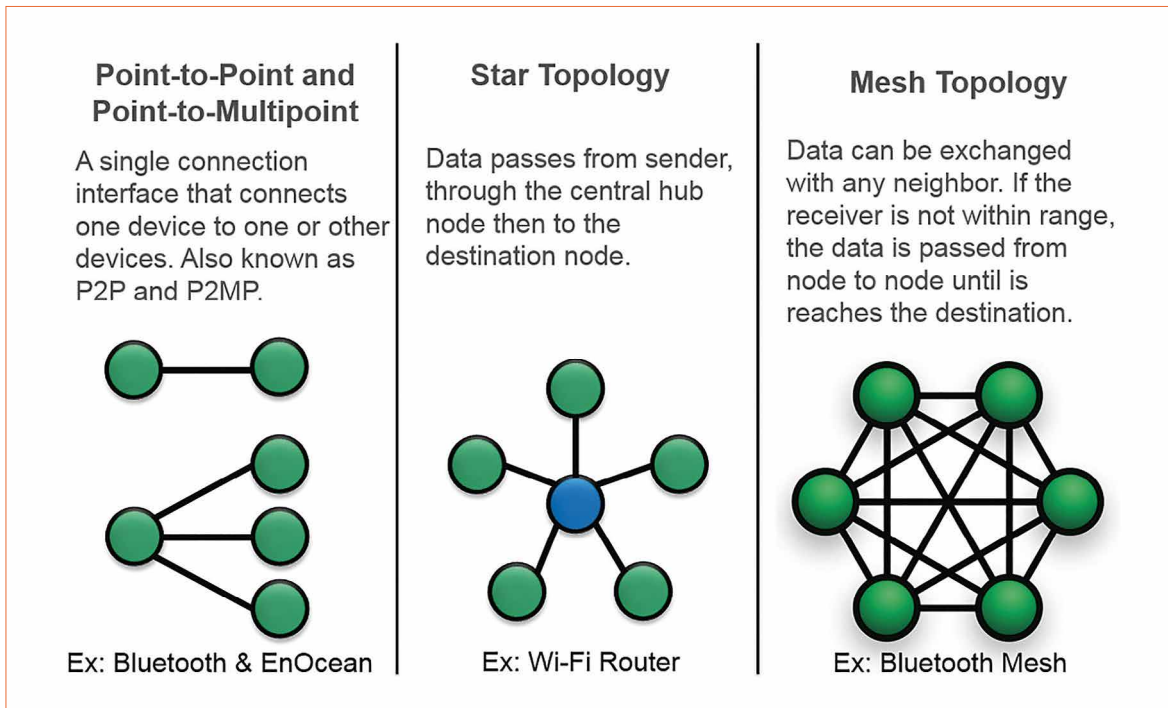 Point-to-Point and
Point-to-Multipoint
A single connection
interface that connects
one device to one or other
devices. Also known as
P2P and P2MP.
Ex: Bluetooth & EnOcean
Star Topology
Data passes from sender,
through the central hub
node then to the
destination node.
Ex: Wi-Fi Router
Mesh Topology
Data can be exchanged
with any neighbor. If the
receiver is not within range,
the data is passed from
node to node until is
reaches the destination.
Ex: Bluetooth Mesh